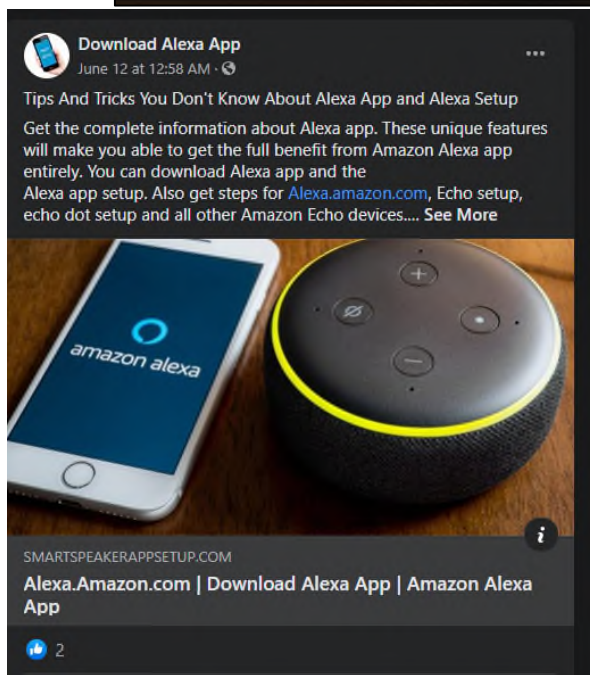 Download Alexa App
June 12 at 12:58 AM ·
Tips And Tricks You Don't Know About Alexa App and Alexa Setup
Get the complete information about Alexa app. These unique features
will make you able to get the full benefit from Amazon Alexa app
entirely. You can download Alexa app and the
Alexa app setup. Also get steps for Alexa.amazon.com, Echo setup,
echo dot setup and all other Amazon Echo devices.... See More
amazon alexa
SMARTSPEAKERAPPSETUP.COM
Alexa.Amazon.com | Download Alexa App | Amazon Alexa
App
2